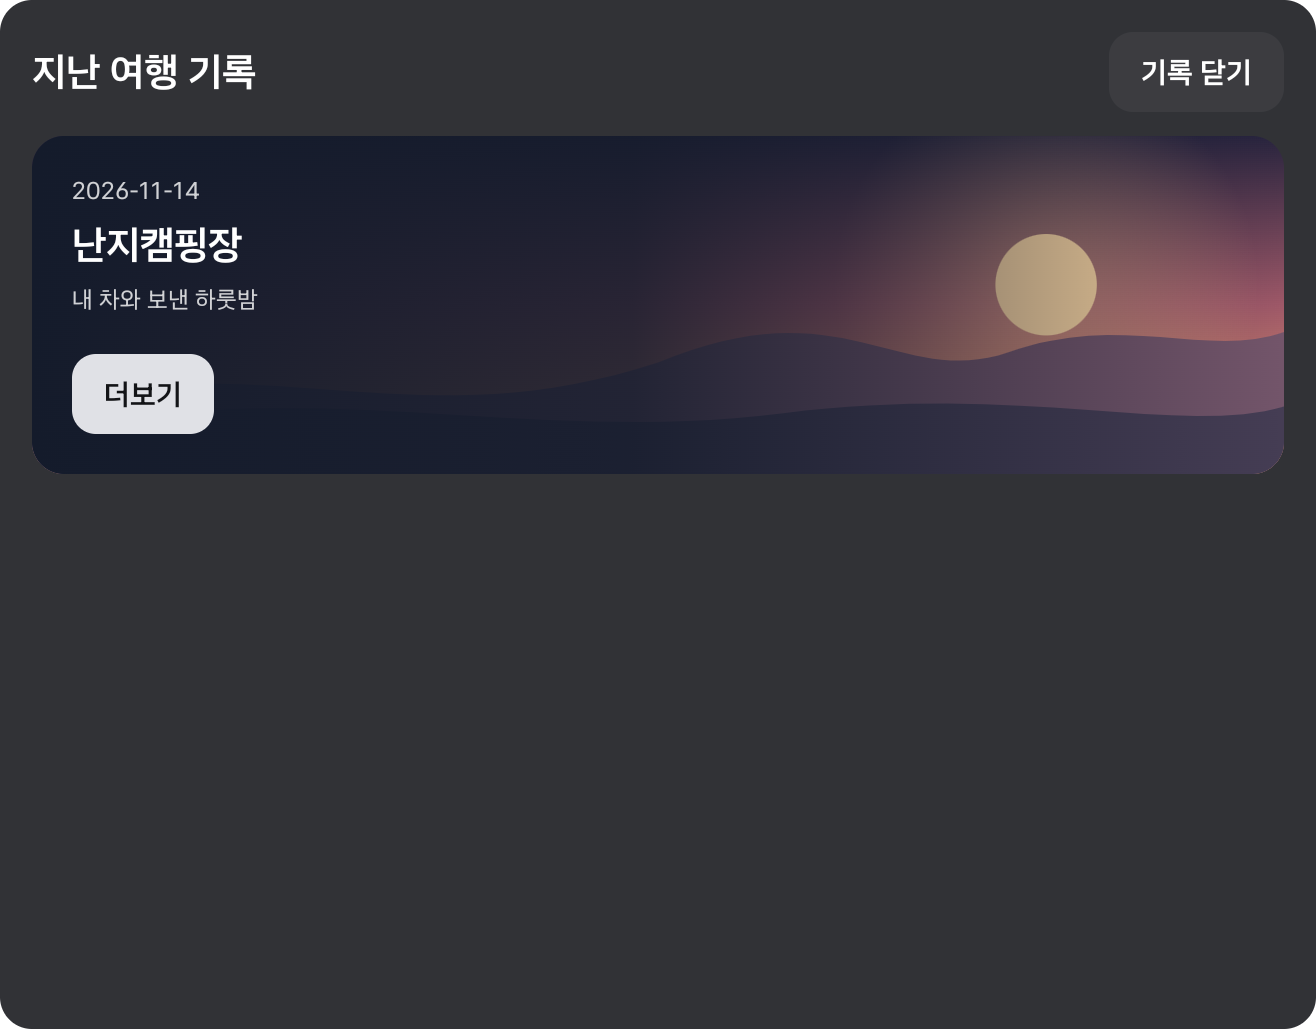 지난 여행 기록
기록 닫기
2026-11-14
난지캠핑장
내 차와 보낸 하룻밤
더보기